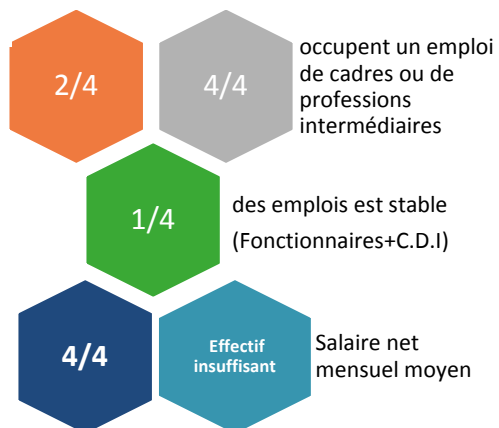 2/4
4/4
occupent un emploi
de cadres ou de
professions
intermédiaires
1/4
des emplois est stable
(Fonctionnaires+C.D.I)
4/4
Effectif
insuffisant
Salaire net
mensuel moyen